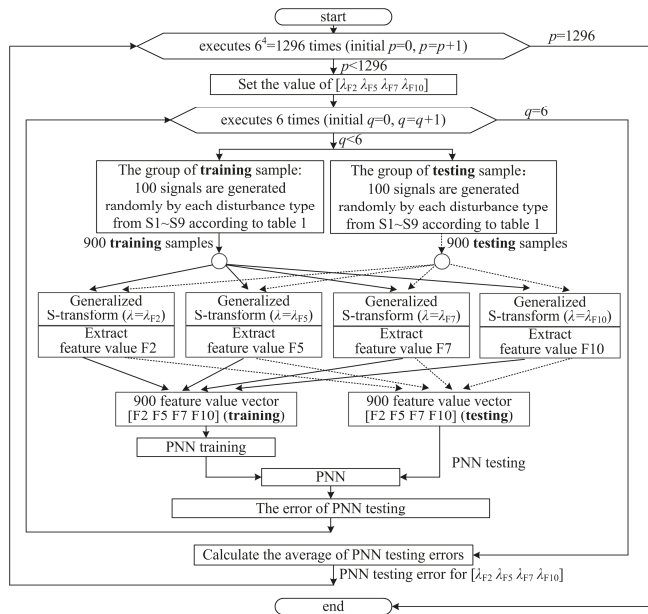 start
executes 6⁴=1296 times (initial p=0, p=p+1)
p=1296
p<1296
Set the value of [λF2 λF5 λF7 λF10]
executes 6 times (initial q=0, q=q+1)
q=6
q<6
The group of training sample:
100 signals are generated
randomly by each disturbance type
from S1~S9 according to table 1
The group of testing sample：
100 signals are generated
randomly by each disturbance type
from S1~S9 according to table 1
900 training samples
900 testing samples
Generalized
S-transform (λ=λF2)
Extract
feature value F2
Generalized
S-transform (λ=λF5)
Extract
feature value F5
Generalized
S-transform (λ=λF7)
Extract
feature value F7
Generalized
S-transform (λ=λF10)
Extract
feature value F10
900 feature value vector
[F2 F5 F7 F10] (training)
900 feature value vector
[F2 F5 F7 F10] (testing)
PNN training
PNN testing
PNN
The error of PNN testing
Calculate the average of PNN testing errors
PNN testing error for [λF2 λF5 λF7 λF10]
end